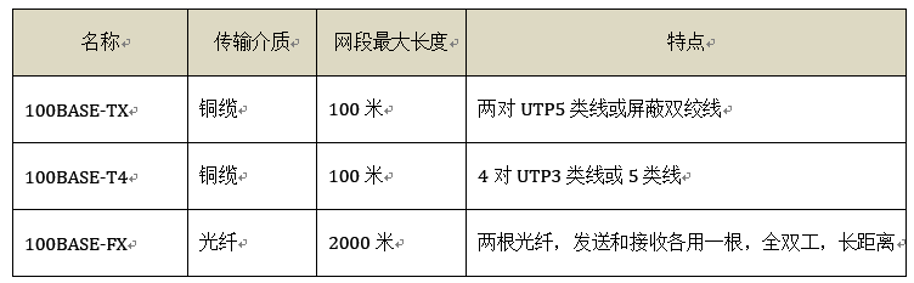 名称 传输介质 网段最大长度 特点
100BASE-TX 铜缆 100 米 两对 UTP5 类线或屏蔽双绞线
100BASE-T4 铜缆 100 米 4 对 UTP3 类线或 5 类线
100BASE-FX 光纤 2000 米 两根光纤，发送和接收各用一根，全双工，长距离